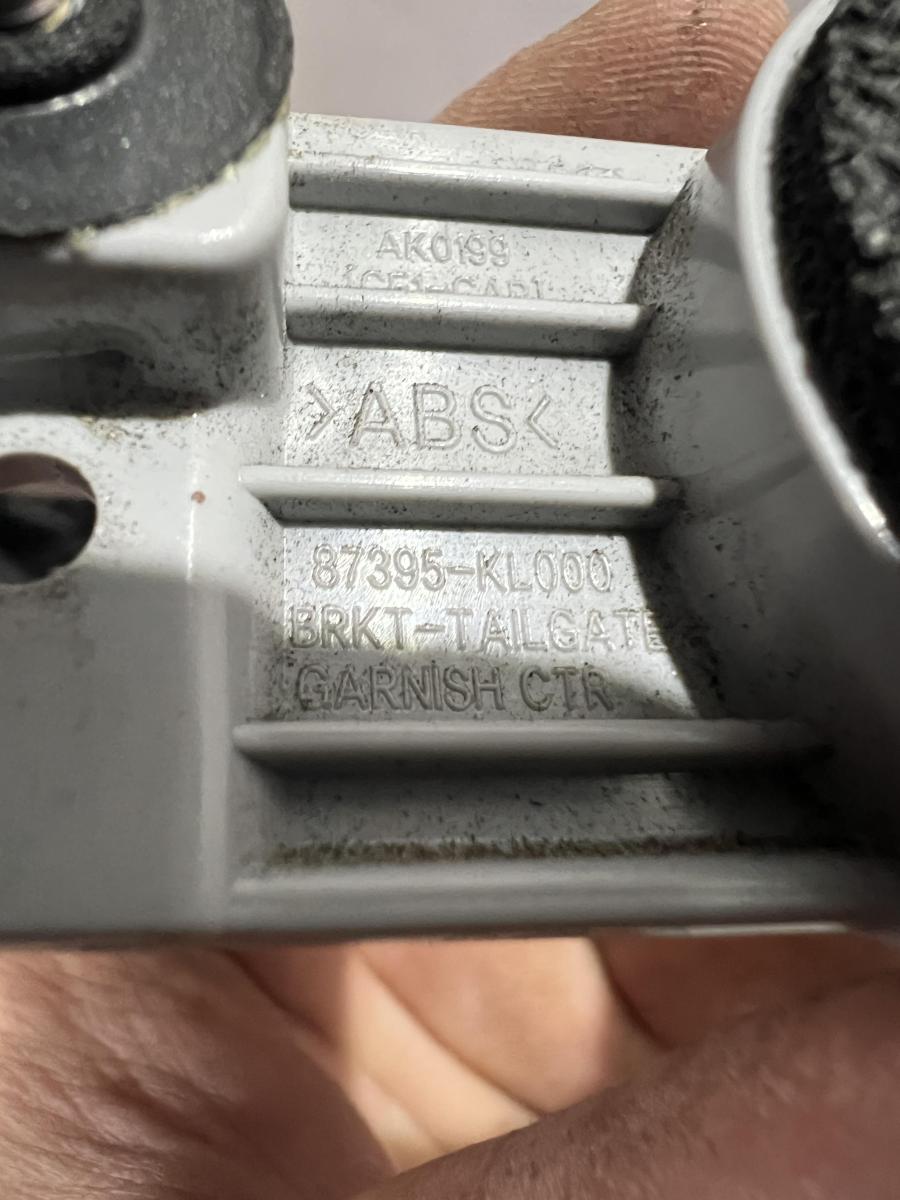 AK0199
>ABS<
87395-KL000
BRKT-TAILGATE
GARNISH CTR